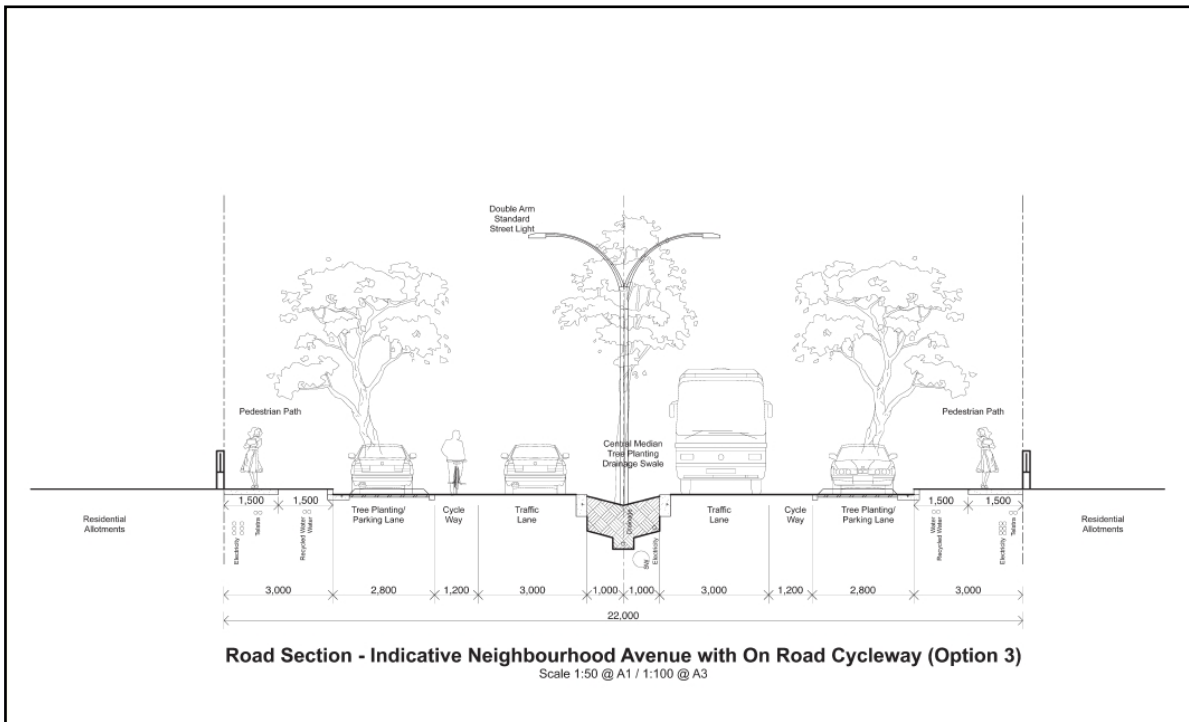 Double Arm
Standard
Street Light
Pedestrian Path
Pedestrian Path
Central Median
Tree Planting
Drainage Swale
1,500
1,500
1,500
1,500
Residential
Allotments
Electricity
Telstra
Recycled Water
Water
Tree Planting/
Parking Lane
Cycle
Way
Traffic
Lane
Drainage
Electricity
Traffic
Lane
Cycle
Way
Tree Planting/
Parking Lane
Water
Recycled Water
Electricity
Telstra
Residential
Allotments
3,000
2,800
1,200
3,000
1,000
1,000
3,000
1,200
2,800
3,000
22,000
Road Section - Indicative Neighbourhood Avenue with On Road Cycleway (Option 3)
Scale 1:50 @ A1 / 1:100 @ A3